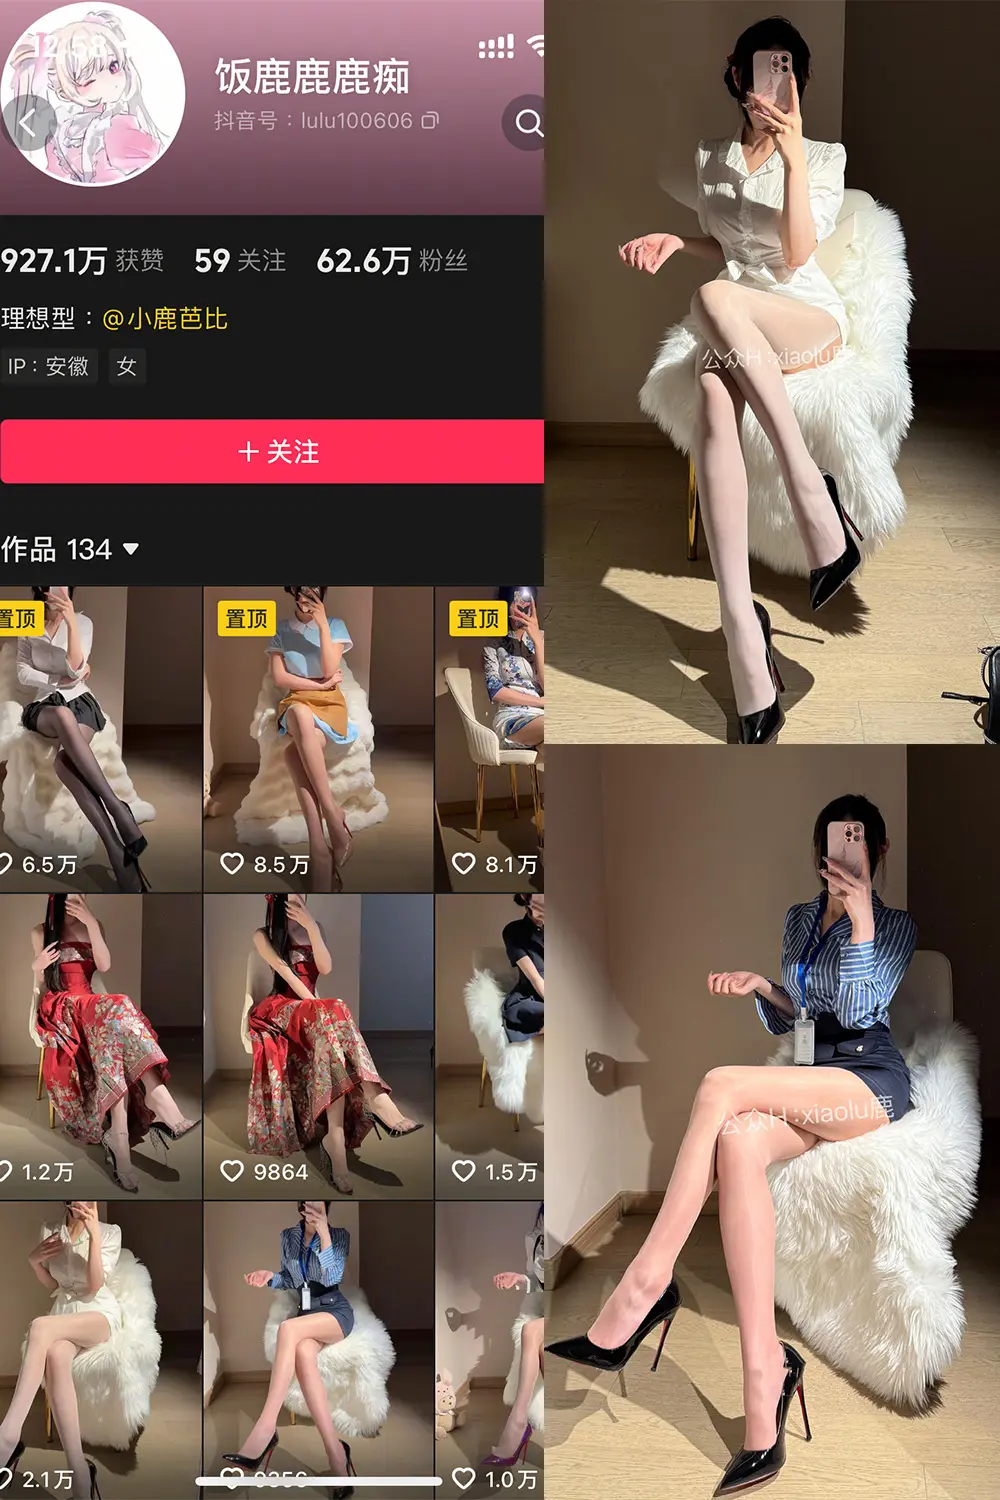 12:58
饭鹿鹿鹿痴
抖音号：lulu100606
927.1万 获赞 59 关注 62.6万 粉丝
理想型：@小鹿芭比
IP：安徽 女
+ 关注
作品 134
置顶 置顶 置顶
6.5万 8.5万 8.1万
1.2万 9864 1.5万
2.1万 9356 1.0万
公众H:xiaolu鹿
公众H:xiaolu鹿